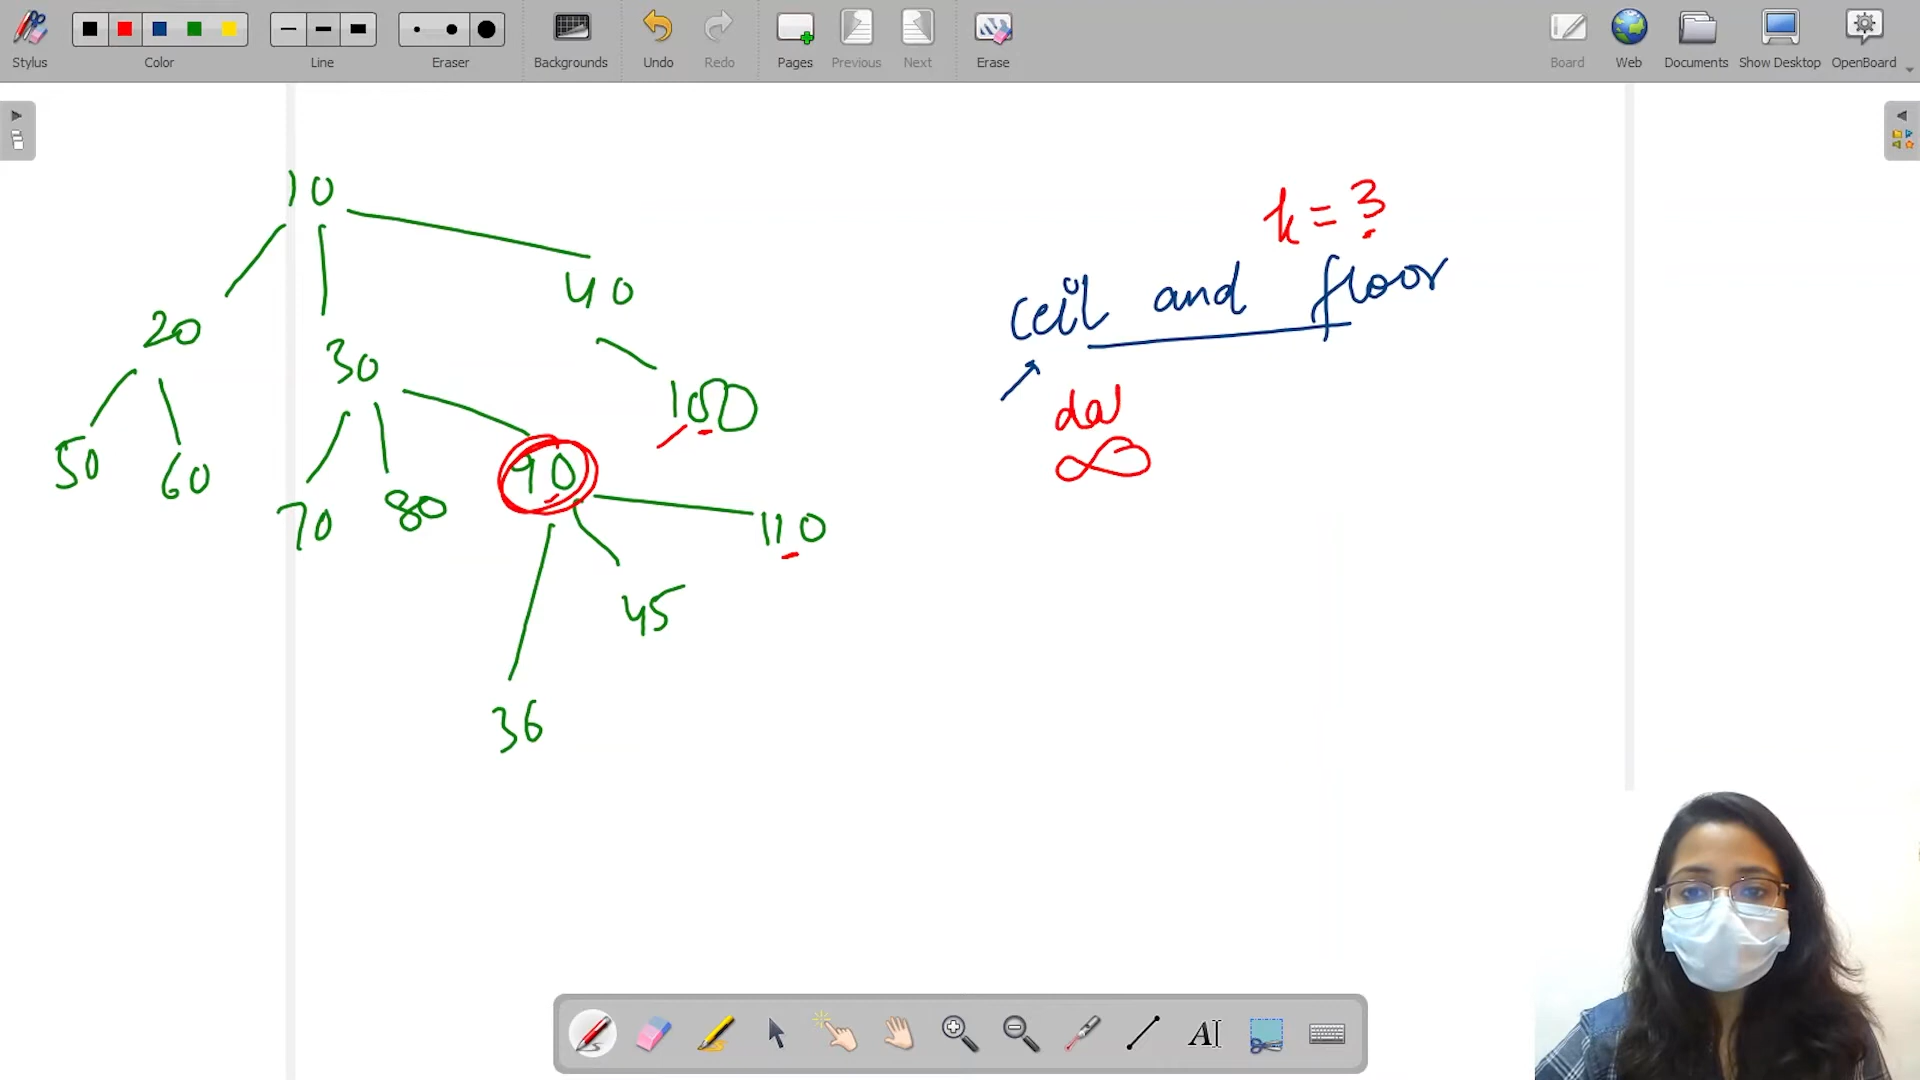 Stylus
Color
Line
Eraser
Backgrounds
Undo
Redo
Pages
Previous
Next
Erase
Board
Web
Documents
Show Desktop
OpenBoard
10
20
30
40
50
60
70
80
90
100
110
45
36
k = 3
ceil and floor
∞
A